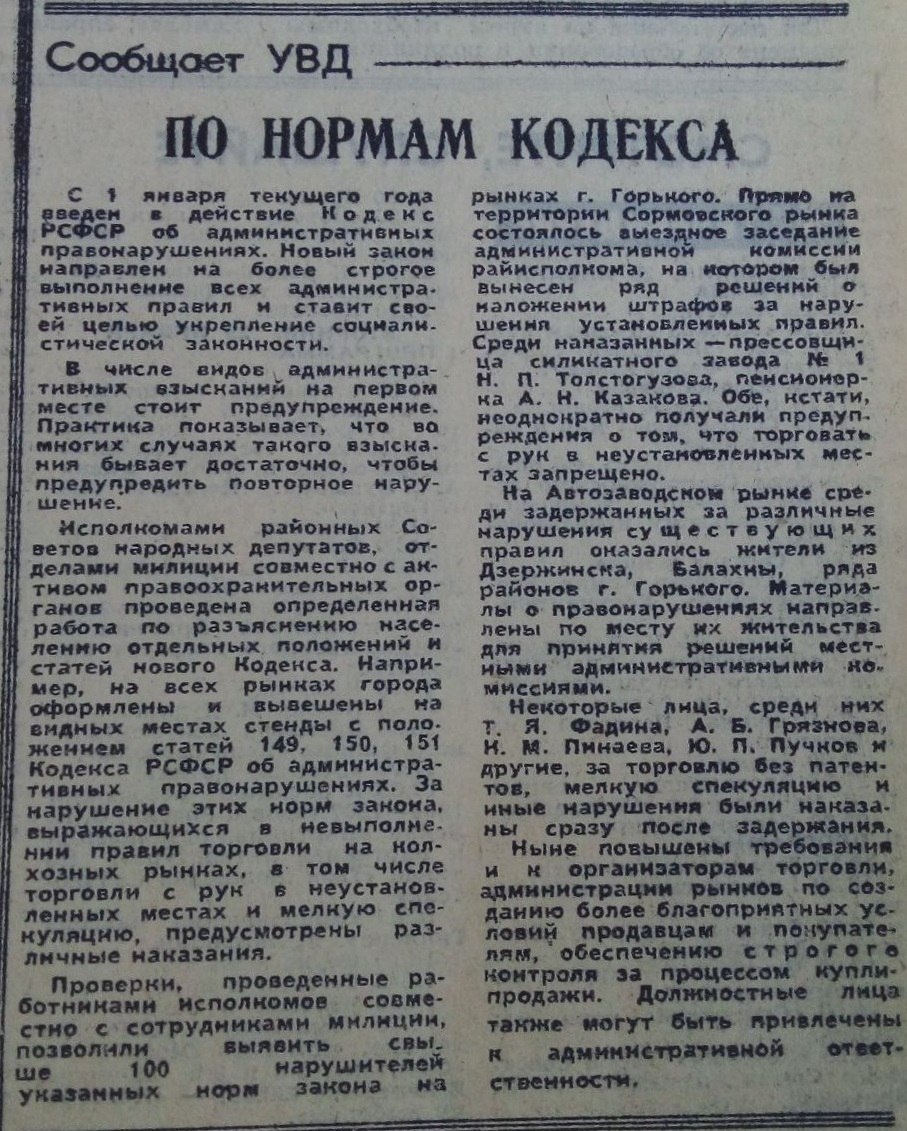 Сообщает УВД
ПО НОРМАМ КОДЕКСА
С 1 января текущего года
введен в действие Кодекс
РСФСР об административных
правонарушениях. Новый закон
направлен на более строгое
выполнение всех администра-
тивных правил и ставит сво-
ей целью укрепление социали-
стической законности.
В числе видов администра-
тивных взысканий на первом
месте стоит предупреждение.
Практика показывает, что во
многих случаях такого взыска-
ния бывает достаточно, чтобы
предупредить повторное нару-
шение.
Исполкомами районных Со-
ветов народных депутатов, от-
делами милиции совместно с ак-
тивом правоохранительных ор-
ганов проведена определенная
работа по разъяснению насе-
лению отдельных положений и
статей нового Кодекса. Напри-
мер, на всех рынках города
оформлены и вывешены на
видных местах стенды с поло-
жением статей 149, 150, 151
Кодекса РСФСР об администра-
тивных правонарушениях. За
нарушение этих норм закона,
выражающихся в невыполне-
нии правил торговли на кол-
хозных рынках, в том числе
торговли с рук в неустанов-
ленных местах и мелкую спе-
куляцию, предусмотрены раз-
личные наказания.
Проверки, проведенные ра-
ботниками исполкомов совме-
стно с сотрудниками милиции,
позволили выявить свы-
ше 100 нарушителей
указанных норм закона на
рынках г. Горького. Прямо на
территории Сормовского рынка
состоялось выездное заседание
административной комиссии
райисполкома, на котором был
вынесен ряд решений о
наложении штрафов за нару-
шения установленных правил.
Среди наказанных — прессовщи-
ца силикатного завода № 1
Н. П. Толстогузова, пенсионер-
ка А. Н. Казакова. Обе, кстати,
неоднократно получали предуп-
реждения о том, что торговать
с рук в неустановленных мес-
тах запрещено.
На Автозаводском рынке сре-
ди задержанных за различные
нарушения существующих
правил оказались жители из
Дзержинска, Балахны, ряда
районов г. Горького. Материа-
лы о правонарушениях направ-
лены по месту их жительства
для принятия решений мест-
ными административными ко-
миссиями.
Некоторые лица, среди них
Т. Я. Фадина, А. Б. Грязнова,
Н. М. Пинаева, Ю. П. Пучков и
другие, за торговлю без патен-
тов, мелкую спекуляцию и
иные нарушения были наказа-
ны сразу после задержания.
Ныне повышены требования
и к организаторам торговли,
администрации рынков по соз-
данию более благоприятных ус-
ловий продавцам и покупате-
лям, обеспечению строгого
контроля за процессом купли-
продажи. Должностные лица
также могут быть привлечены
к административной ответ-
ственности.